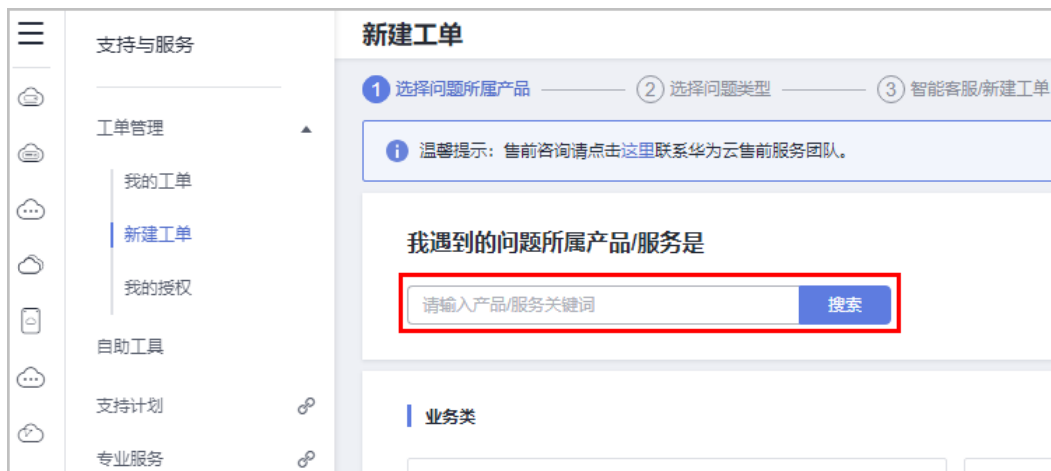 支持与服务
工单管理
我的工单
新建工单
我的授权
自助工具
支持计划
专业服务
新建工单
1 选择问题所属产品 2 选择问题类型 3 智能客服/新建工单
温馨提示：售前咨询请点击这里联系华为云售前服务团队。
我遇到的问题所属产品/服务是
请输入产品/服务关键词 搜索
业务类